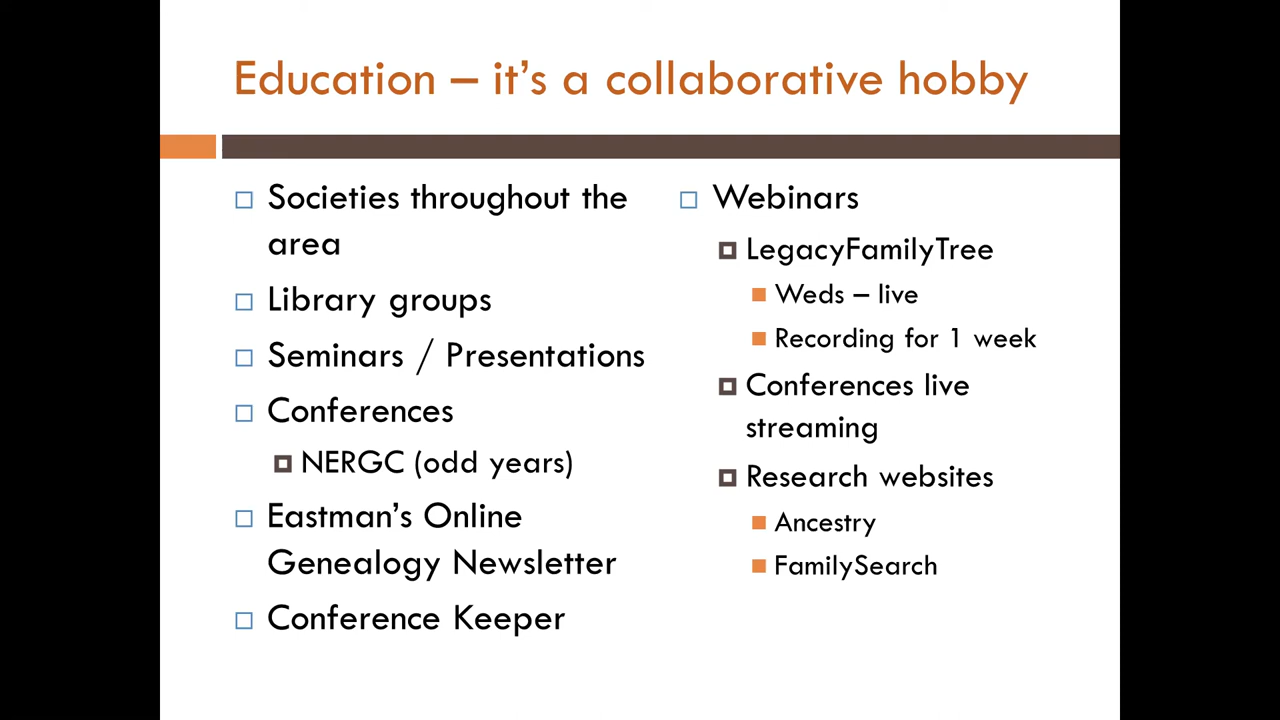 Education – it's a collaborative hobby
Societies throughout the
area
Library groups
Seminars / Presentations
Conferences
NERGC (odd years)
Eastman's Online
Genealogy Newsletter
Conference Keeper
Webinars
LegacyFamilyTree
Weds – live
Recording for 1 week
Conferences live
streaming
Research websites
Ancestry
FamilySearch